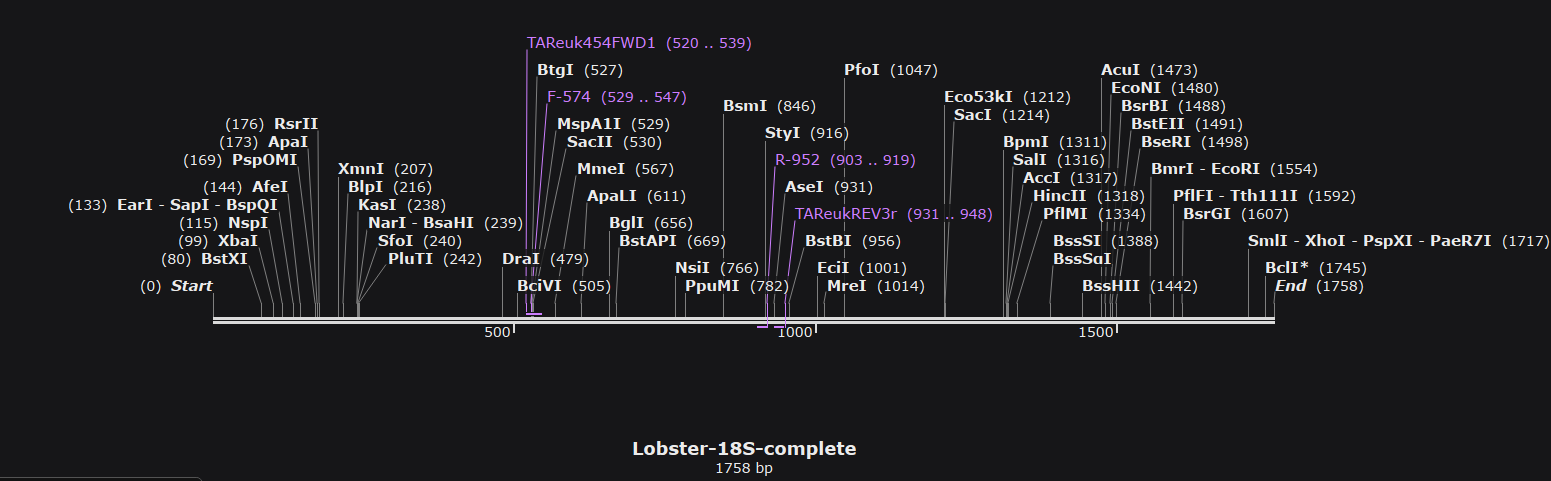 TAReuk454FWD1 (520 .. 539)
BtgI (527)
PfoI (1047)
AcuI (1473)
EcoNI (1480)
F-574 (529 .. 547)
Eco53kI (1212)
BsmI (846)
BsrBI (1488)
SacI (1214)
(176) RsrII
MspA1I (529)
StyI (916)
BstEII (1491)
(173) ApaI
SacII (530)
BpmI (1311)
BseRI (1498)
(169) PspOMI
R-952 (903 .. 919)
SalI (1316)
XmnI (207)
MmeI (567)
BmrI - EcoRI (1554)
AccI (1317)
(144) AfeI
BlpI (216)
AseI (931)
HincII (1318)
PflFI - Tth111I (1592)
ApaLI (611)
(133) EarI - SapI - BspQI
KasI (238)
TAReukREV3r (931 .. 948)
PflMI (1334)
BsrGI (1607)
(115) NspI
NarI - BsaHI (239)
BglI (656)
(99) XbaI
SfoI (240)
BstAPI (669)
BstBI (956)
BssSI (1388)
SmlI - XhoI - PspXI - PaeR7I (1717)
(80) BstXI
PluTI (242)
DraI (479)
BssSαI
NsiI (766)
EciI (1001)
BclI* (1745)
(0) Start
BciVI (505)
PpuMI (782)
MreI (1014)
BssHII (1442)
End (1758)
500
1000
1500
Lobster-18S-complete
1758 bp